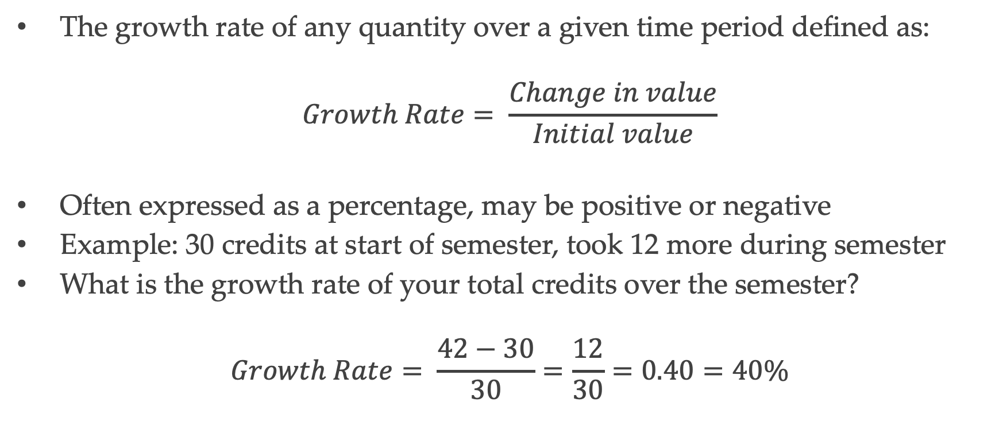 • The growth rate of any quantity over a given time period defined as:
Growth Rate = Change in value / Initial value
• Often expressed as a percentage, may be positive or negative
• Example: 30 credits at start of semester, took 12 more during semester
• What is the growth rate of your total credits over the semester?
Growth Rate = 42 − 30 / 30 = 12 / 30 = 0.40 = 40%